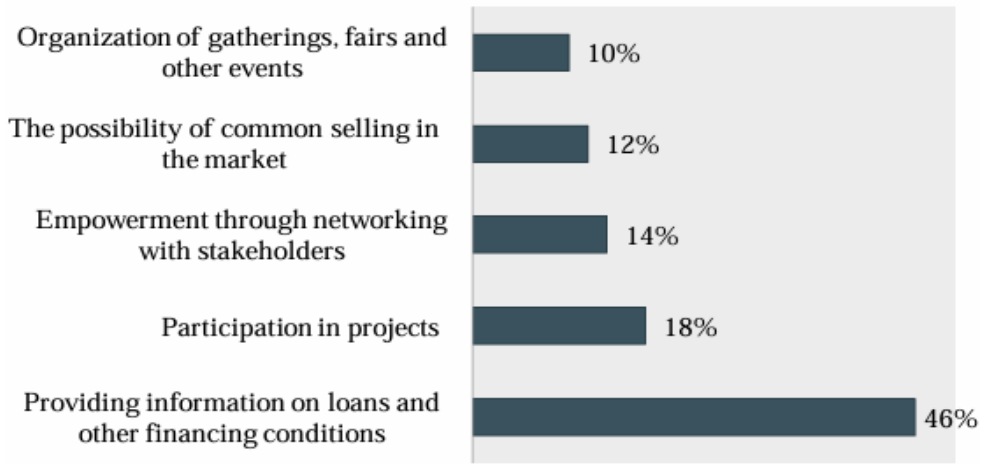 Organization of gatherings, fairs and
other events
10%
The possibility of common selling in
the market
12%
Empowerment through networking
with stakeholders
14%
Participation in projects
18%
Providing information on loans and
other financing conditions
46%